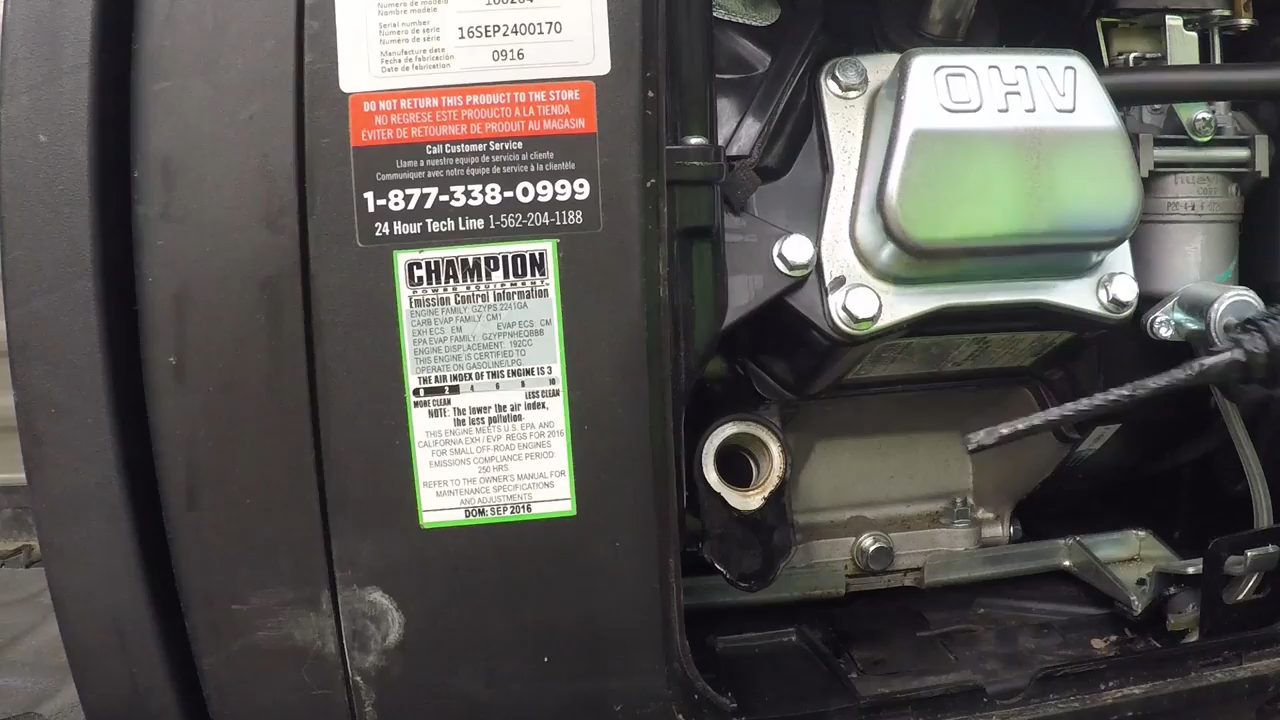 Número de modelo
Nombre modèle
100204
Serial number
Número de serie
Numéro de série
16SEP2400170
Manufacture date
Fecha de fabricación
Date de fabrication
0916
DO NOT RETURN THIS PRODUCT TO THE STORE
NO REGRESE ESTE PRODUCTO A LA TIENDA
ÉVITER DE RETOURNER DE PRODUIT AU MAGASIN
Call Customer Service
Llame a nuestro equipo de servicio al cliente
Communiquer avec notre équipe de service à la clientèle
1-877-338-0999
24 Hour Tech Line 1-562-204-1188
CHAMPION
POWER EQUIPMENT
Emission Control Information
ENGINE FAMILY: GZYPS.2241GA
CARB EVAP FAMILY: CM1
EXH ECS: EM EVAP ECS: CM
EPA EVAP FAMILY: GZYPPNHEQBBB
ENGINE DISPLACEMENT: 192CC
THIS ENGINE IS CERTIFIED TO
OPERATE ON GASOLINE/LPG
THE AIR INDEX OF THIS ENGINE IS 3
0 2 4 6 8 10
MORE CLEAN LESS CLEAN
NOTE: The lower the air index,
the less pollution.
THIS ENGINE MEETS U.S. EPA AND
CALIFORNIA EXH / EVP REGS FOR 2016
FOR SMALL OFF-ROAD ENGINES
EMISSIONS COMPLIANCE PERIOD:
250 HRS
REFER TO THE OWNER'S MANUAL FOR
MAINTENANCE SPECIFICATIONS
AND ADJUSTMENTS
DOM: SEP 2016
OHV
huayi
CORP